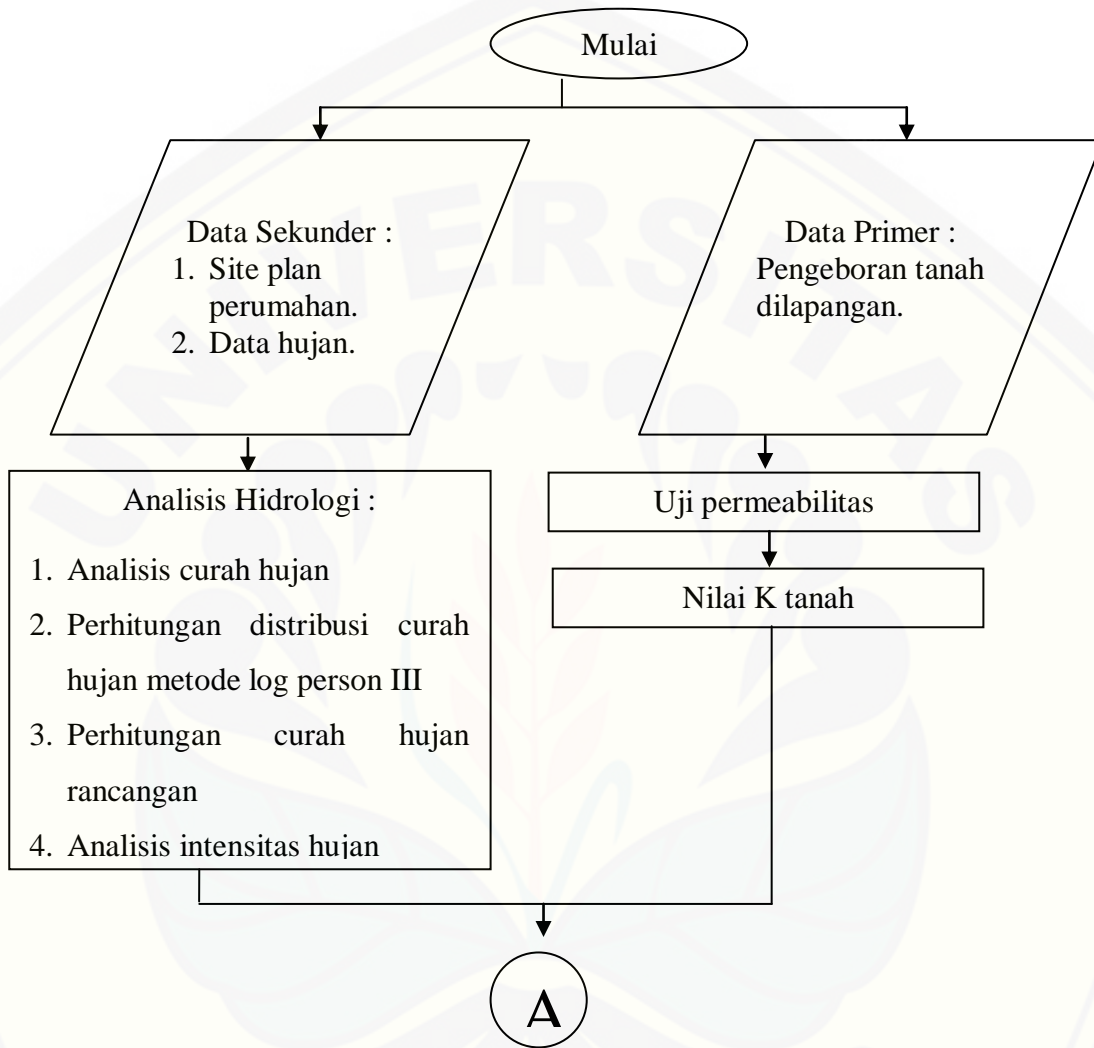 Mulai
Data Sekunder :
1. Site plan
perumahan.
2. Data hujan.
Data Primer :
Pengeboran tanah
dilapangan.
Analisis Hidrologi :
1. Analisis curah hujan
2. Perhitungan distribusi curah
hujan metode log person III
3. Perhitungan curah hujan
rancangan
4. Analisis intensitas hujan
Uji permeabilitas
Nilai K tanah
A
UNIVERSITAS